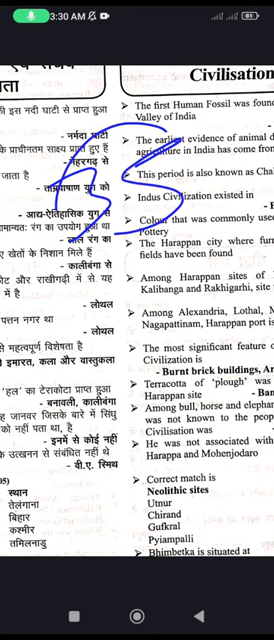 3:30 AM
Civilisation
ता
की इस नदी घाटी से प्राप्त हुआ
- नर्मदा घाटी
के प्राचीनतम साक्ष्य प्राप्त हुए हैं
- मेहरगढ़ से
जाता है
- ताम्रपाषाण युग को
- आद्य-ऐतिहासिक युग से
सामान्यत: रंग का उपयोग हुआ था
- लाल रंग का
ए खेतों के निशान मिले हैं
- कालीबंगा से
कोट और राखीगढ़ी में से यह
में है
- लोथल
पत्तन नगर था
- लोथल
से महत्वपूर्ण विशेषता है
ी इमारत, कला और वास्तुकला
'हल' का टेराकोटा प्राप्त हुआ
- बनावली, कालीबंगा
ह जानवर जिसके बारे में सिंधु
को नहीं पता था, है
- इनमें से कोई नहीं
के उत्खनन से संबंधित नहीं थे
- वी.ए. स्मिथ
05)
स्थान
तेलंगाना
बिहार
कश्मीर
तमिलनाडु
➤ The first Human Fossil was foun
Valley of India
➤ The earliest evidence of animal d
agriculture in India has come from
➤ This period is also known as Cha
➤ Indus Civilization existed in
➤ Colour that was commonly used
Pottery
➤ The Harappan city where fur
fields have been found
➤ Among Harappan sites of
Kalibanga and Rakhigarhi, site
➤ Among Alexandria, Lothal, M
Nagapattinam, Harappan port is
➤ The most significant feature o
Civilization is
- Burnt brick buildings, Ar
➤ Terracotta of 'plough' was
Harappan site
- Ban
➤ Among bull, horse and elephan
was not known to the peop
Civilisation was
➤ He was not associated with
Harappa and Mohenjodaro
➤ Correct match is
Neolithic sites
Utnur
Chirand
Gufkral
Pyiampalli
➤ Bhimbetka is situated at